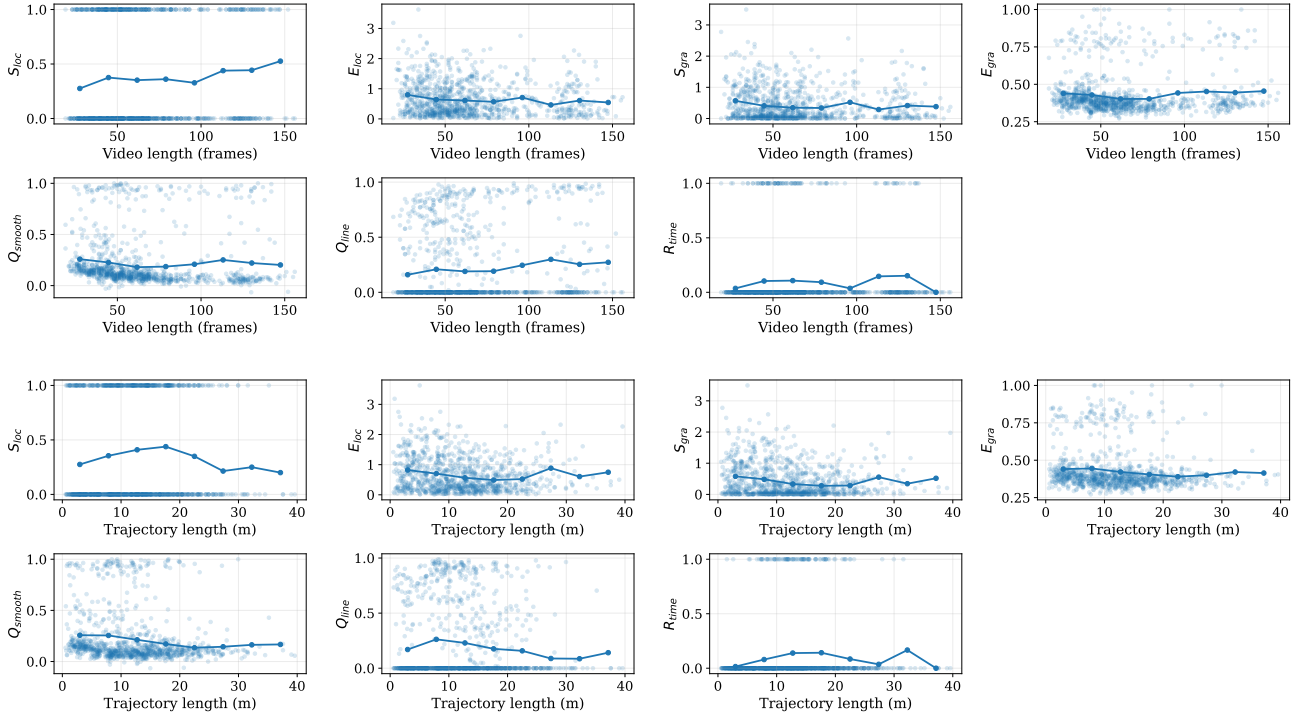 S_loc
1.0
0.5
0.0
50 100 150
Video length (frames)
E_loc
3
2
1
0
50 100 150
Video length (frames)
S_gra
3
2
1
0
50 100 150
Video length (frames)
E_gra
1.00
0.75
0.50
0.25
50 100 150
Video length (frames)
Q_smooth
1.0
0.5
0.0
50 100 150
Video length (frames)
Q_line
1.0
0.5
0.0
50 100 150
Video length (frames)
R_time
1.0
0.5
0.0
50 100 150
Video length (frames)
S_loc
1.0
0.5
0.0
0 10 20 30 40
Trajectory length (m)
E_loc
3
2
1
0
0 10 20 30 40
Trajectory length (m)
S_gra
3
2
1
0
0 10 20 30 40
Trajectory length (m)
E_gra
1.00
0.75
0.50
0.25
0 10 20 30 40
Trajectory length (m)
Q_smooth
1.0
0.5
0.0
0 10 20 30 40
Trajectory length (m)
Q_line
1.0
0.5
0.0
0 10 20 30 40
Trajectory length (m)
R_time
1.0
0.5
0.0
0 10 20 30 40
Trajectory length (m)